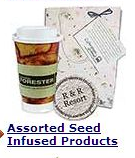 FORESTER
R & R
Resort
Assorted Seed
Infused Products